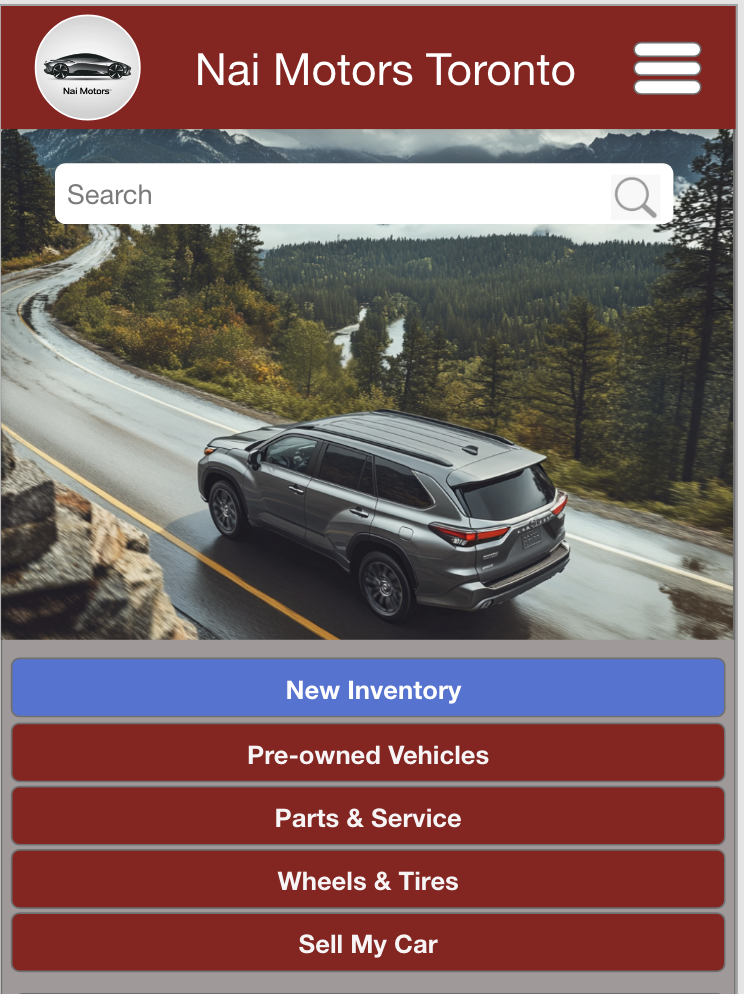 Nai Motors
Nai Motors Toronto
Search
New Inventory
Pre-owned Vehicles
Parts & Service
Wheels & Tires
Sell My Car